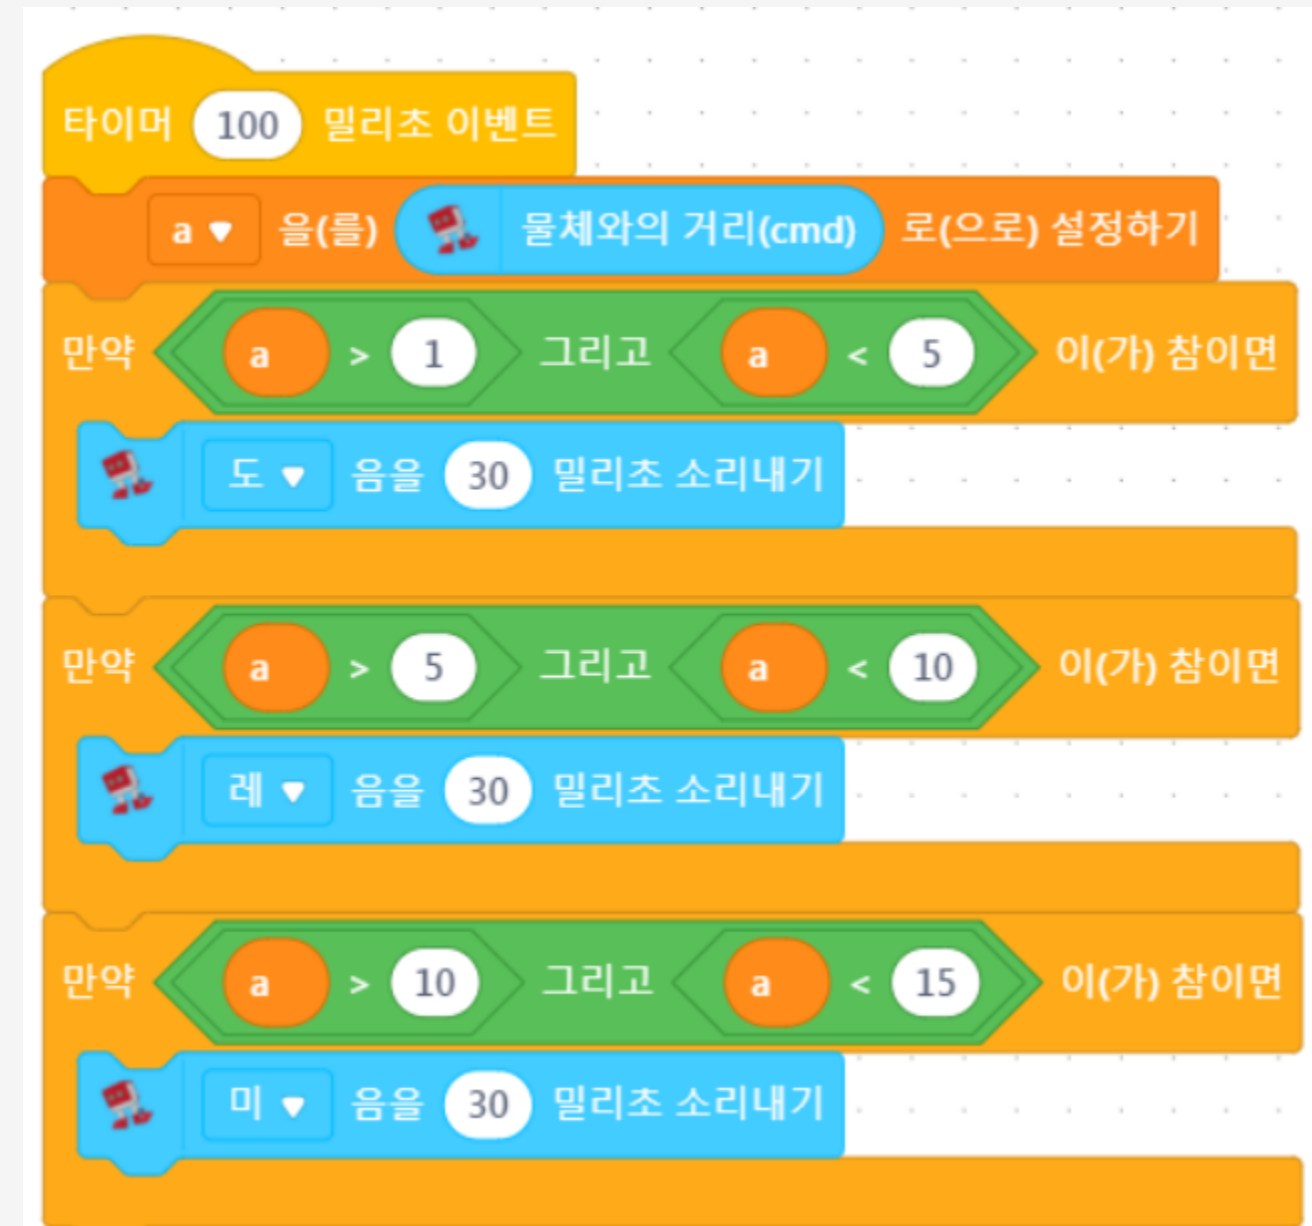 타이머 100 밀리초 이벤트
a 을(를) 물체와의 거리(cmd) 로(으로) 설정하기
만약 a > 1 그리고 a < 5 이(가) 참이면
도 음을 30 밀리초 소리내기
만약 a > 5 그리고 a < 10 이(가) 참이면
레 음을 30 밀리초 소리내기
만약 a > 10 그리고 a < 15 이(가) 참이면
미 음을 30 밀리초 소리내기